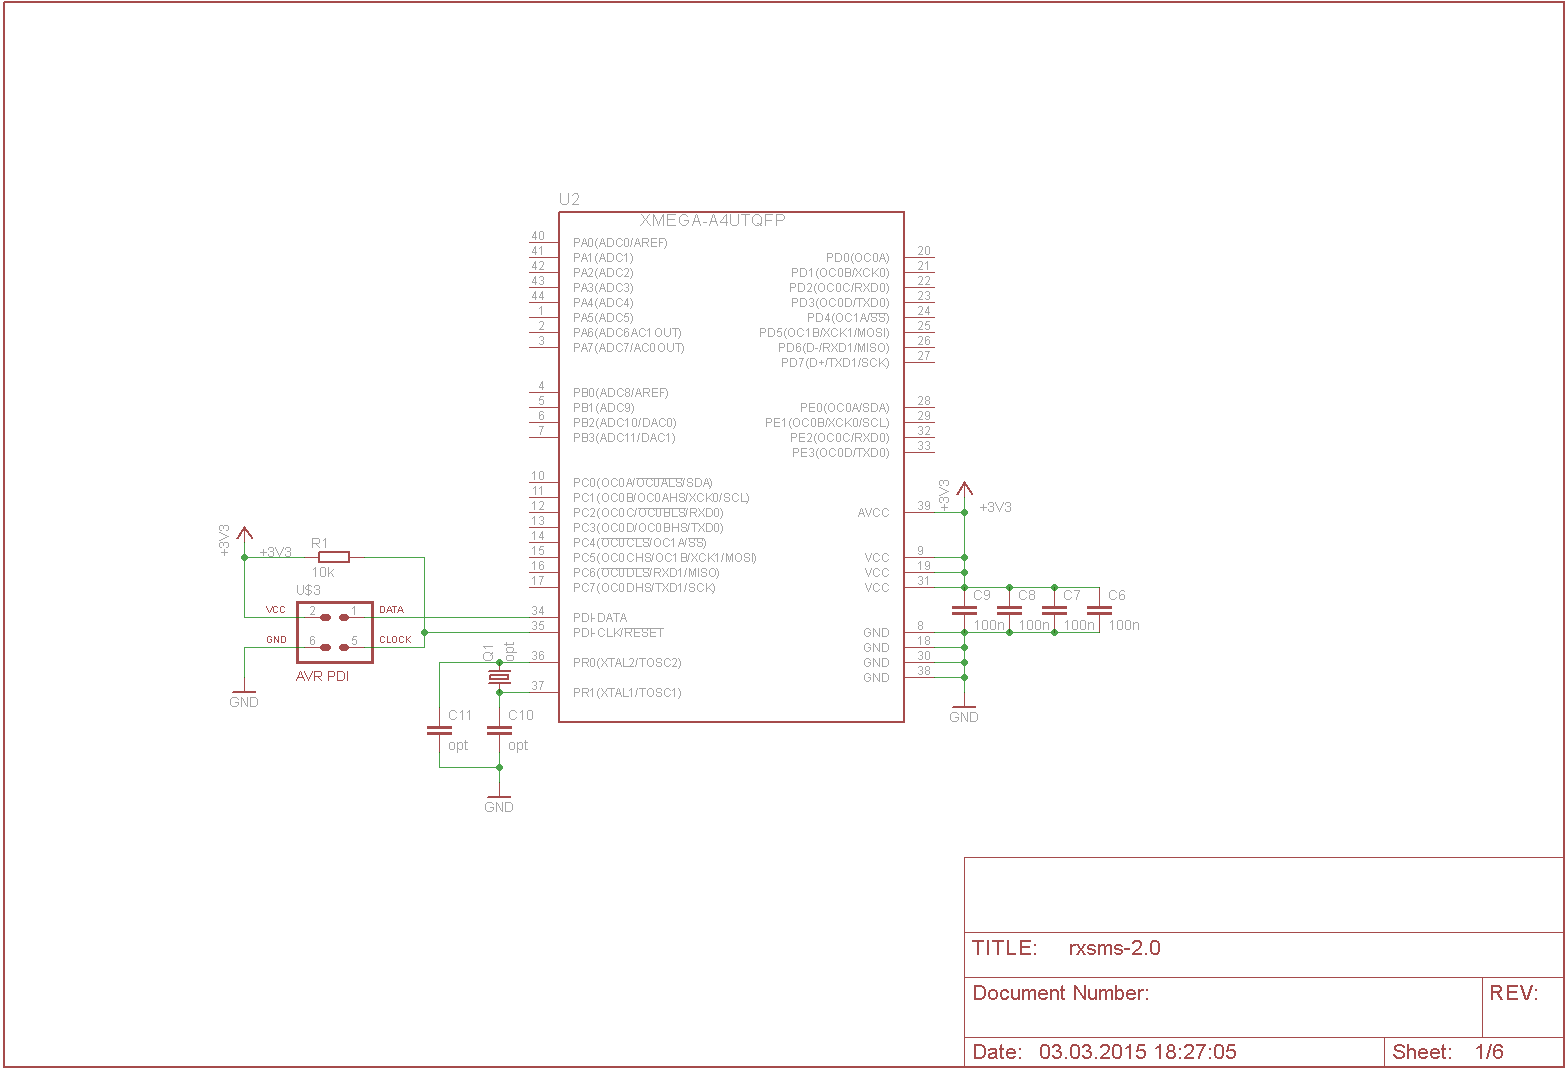 U2
XMEGA-A4UTQFP
40 PA0(ADC0/AREF)
41 PA1(ADC1)
42 PA2(ADC2)
43 PA3(ADC3)
44 PA4(ADC4)
1 PA5(ADC5)
2 PA6(ADC6AC1OUT)
3 PA7(ADC7/AC0OUT)
4 PB0(ADC8/AREF)
5 PB1(ADC9)
6 PB2(ADC10/DAC0)
7 PB3(ADC11/DAC1)
10 PC0(OC0A/OC0ALS/SDA)
11 PC1(OC0B/OC0AHS/XCK0/SCL)
12 PC2(OC0C/OC0BLS/RXD0)
13 PC3(OC0D/OC0BHS/TXD0)
14 PC4(OC0CLS/OC1A/SS)
15 PC5(OC0CHS/OC1B/XCK1/MOSI)
16 PC6(OC0DLS/RXD1/MISO)
17 PC7(OC0DHS/TXD1/SCK)
34 PDI-DATA
35 PDI-CLK/RESET
36 PR0(XTAL2/TOSC2)
37 PR1(XTAL1/TOSC1)
PD0(OC0A) 20
PD1(OC0B/XCK0) 21
PD2(OC0C/RXD0) 22
PD3(OC0D/TXD0) 23
PD4(OC1A/SS) 24
PD5(OC1B/XCK1/MOSI) 25
PD6(D-/RXD1/MISO) 26
PD7(D+/TXD1/SCK) 27
PE0(OC0A/SDA) 28
PE1(OC0B/XCK0/SCL) 29
PE2(OC0C/RXD0) 32
PE3(OC0D/TXD0) 33
AVCC 39
VCC 9
VCC 19
VCC 31
GND 8
GND 18
GND 30
GND 38
+3V3
+3V3
C9 C8 C7 C6
100n 100n 100n 100n
GND
+3V3
+3V3
R1
10k
U$3
VCC 2 1 DATA
GND 6 5 CLOCK
AVR PDI
GND
Q1
opt
C11 C10
opt opt
GND
TITLE: rxsms-2.0
Document Number:
REV:
Date: 03.03.2015 18:27:05
Sheet: 1/6